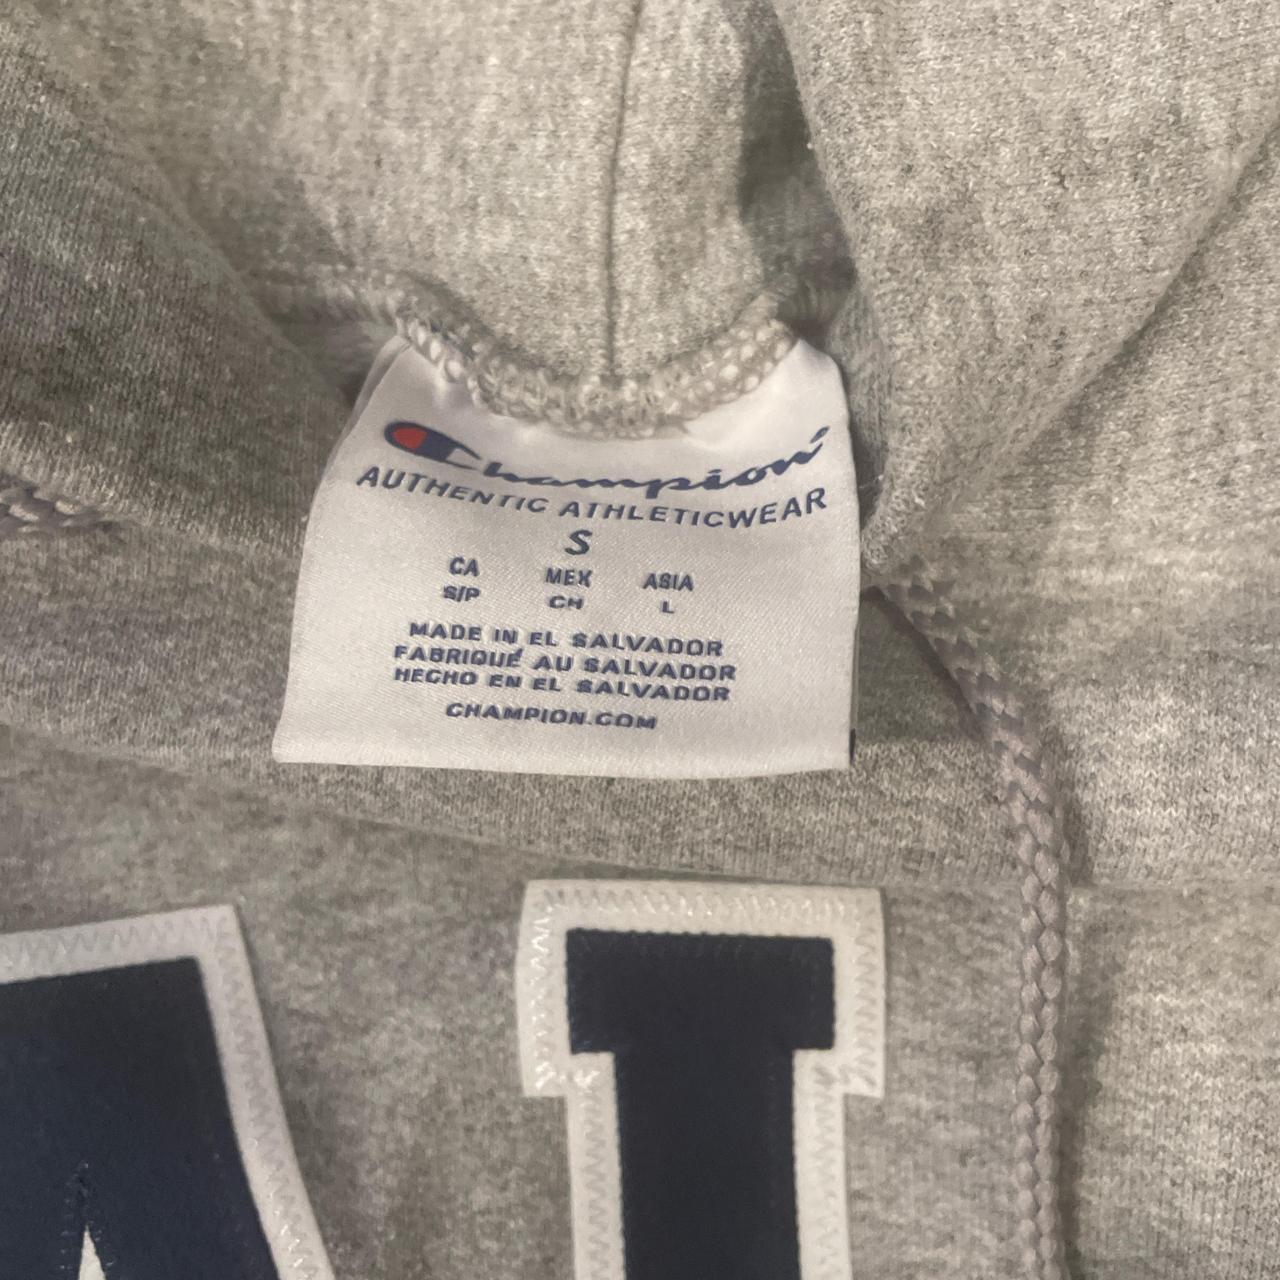 Champion
AUTHENTIC ATHLETICWEAR
S
CA MEX ASIA
S/P CH L
MADE IN EL SALVADOR
FABRIQUÉ AU SALVADOR
HECHO EN EL SALVADOR
CHAMPION.COM
A